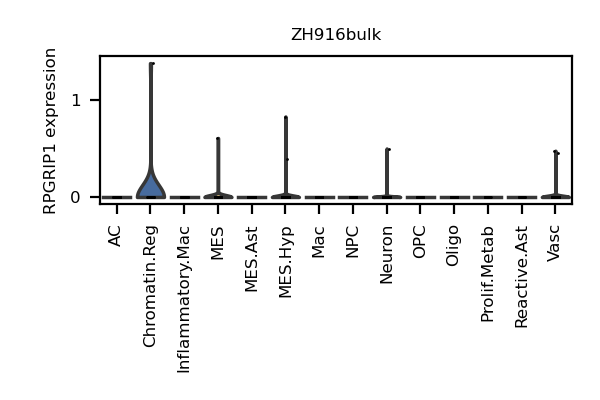 ZH916bulk
RPGRIP1 expression
1
0
AC
Chromatin.Reg
Inflammatory.Mac
MES
MES.Ast
MES.Hyp
Mac
NPC
Neuron
OPC
Oligo
Prolif.Metab
Reactive.Ast
Vasc